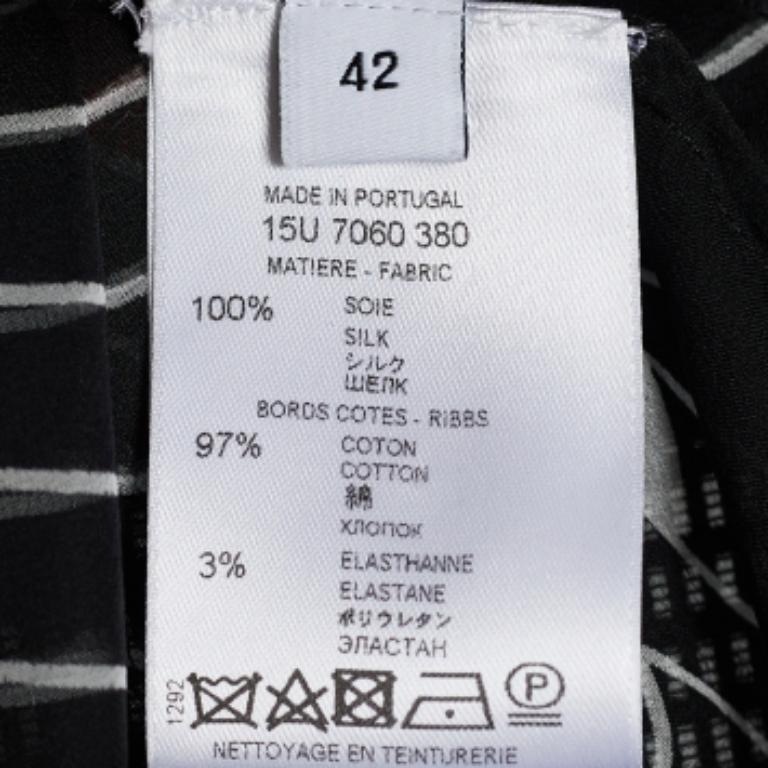 42
MADE IN PORTUGAL
15U 7060 380
MATIERE - FABRIC
100% SOIE
SILK
シルク
ШЕЛК
BORDS COTES - RIBBS
97% COTON
COTTON
綿
ХЛОПОК
3% ELASTHANNE
ELASTANE
ポリウレタン
ЭЛАСТАН
1292
P
NETTOYAGE EN TEINTURERIE